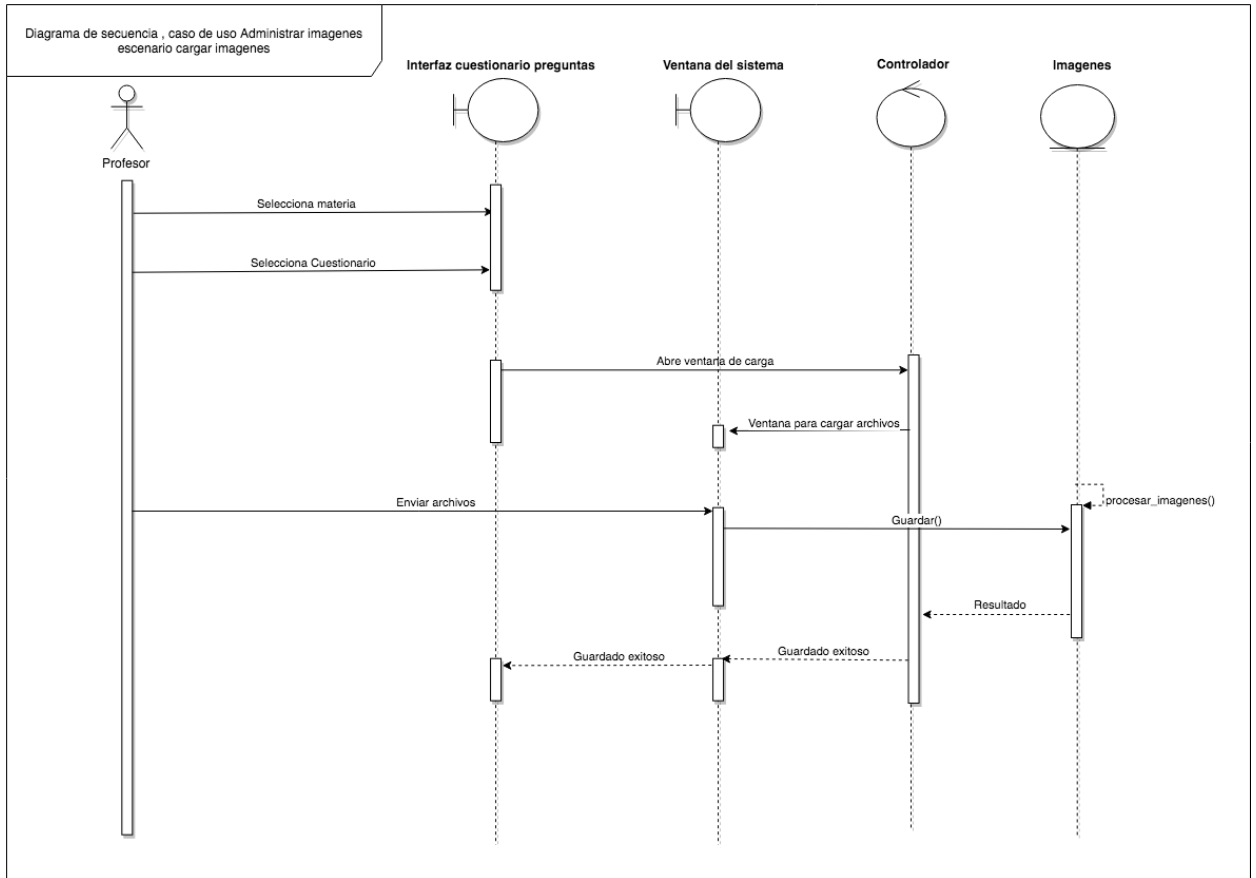 Diagrama de secuencia , caso de uso Administrar imagenes
escenario cargar imagenes
Interfaz cuestionario preguntas
Ventana del sistema
Controlador
Imagenes
Profesor
Selecciona materia
Selecciona Cuestionario
Abre ventana de carga
Ventana para cargar archivos
Enviar archivos
procesar_imagenes()
Guardar()
Resultado
Guardado exitoso
Guardado exitoso